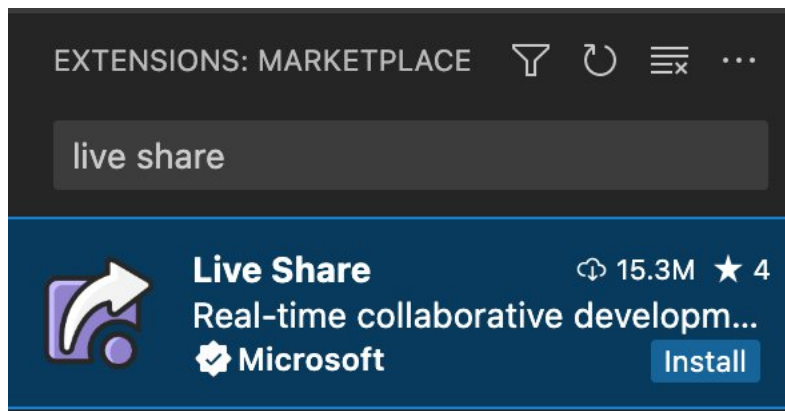 EXTENSIONS: MARKETPLACE
live share
Live Share 15.3M ★ 4
Real-time collaborative developm...
Microsoft Install